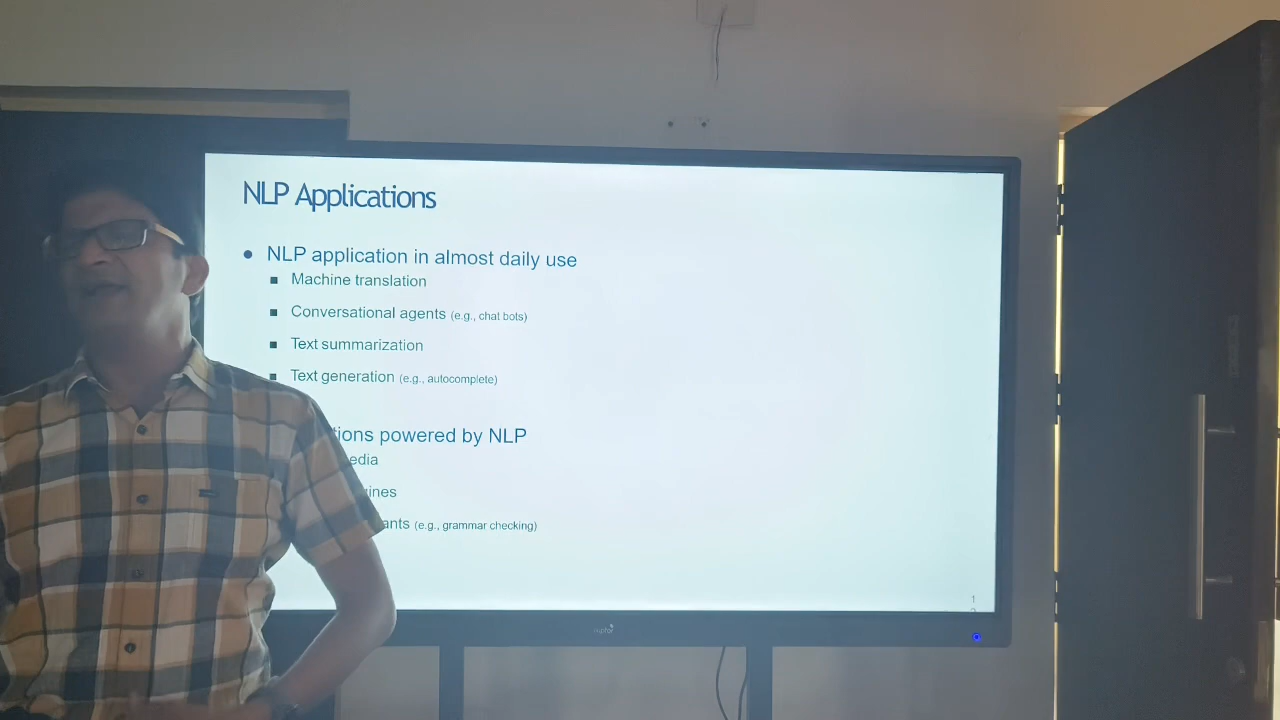 NLP Applications
● NLP application in almost daily use
■ Machine translation
■ Conversational agents (e.g., chat bots)
■ Text summarization
■ Text generation (e.g., autocomplete)
tions powered by NLP
edia
ines
ants (e.g., grammar checking)
1